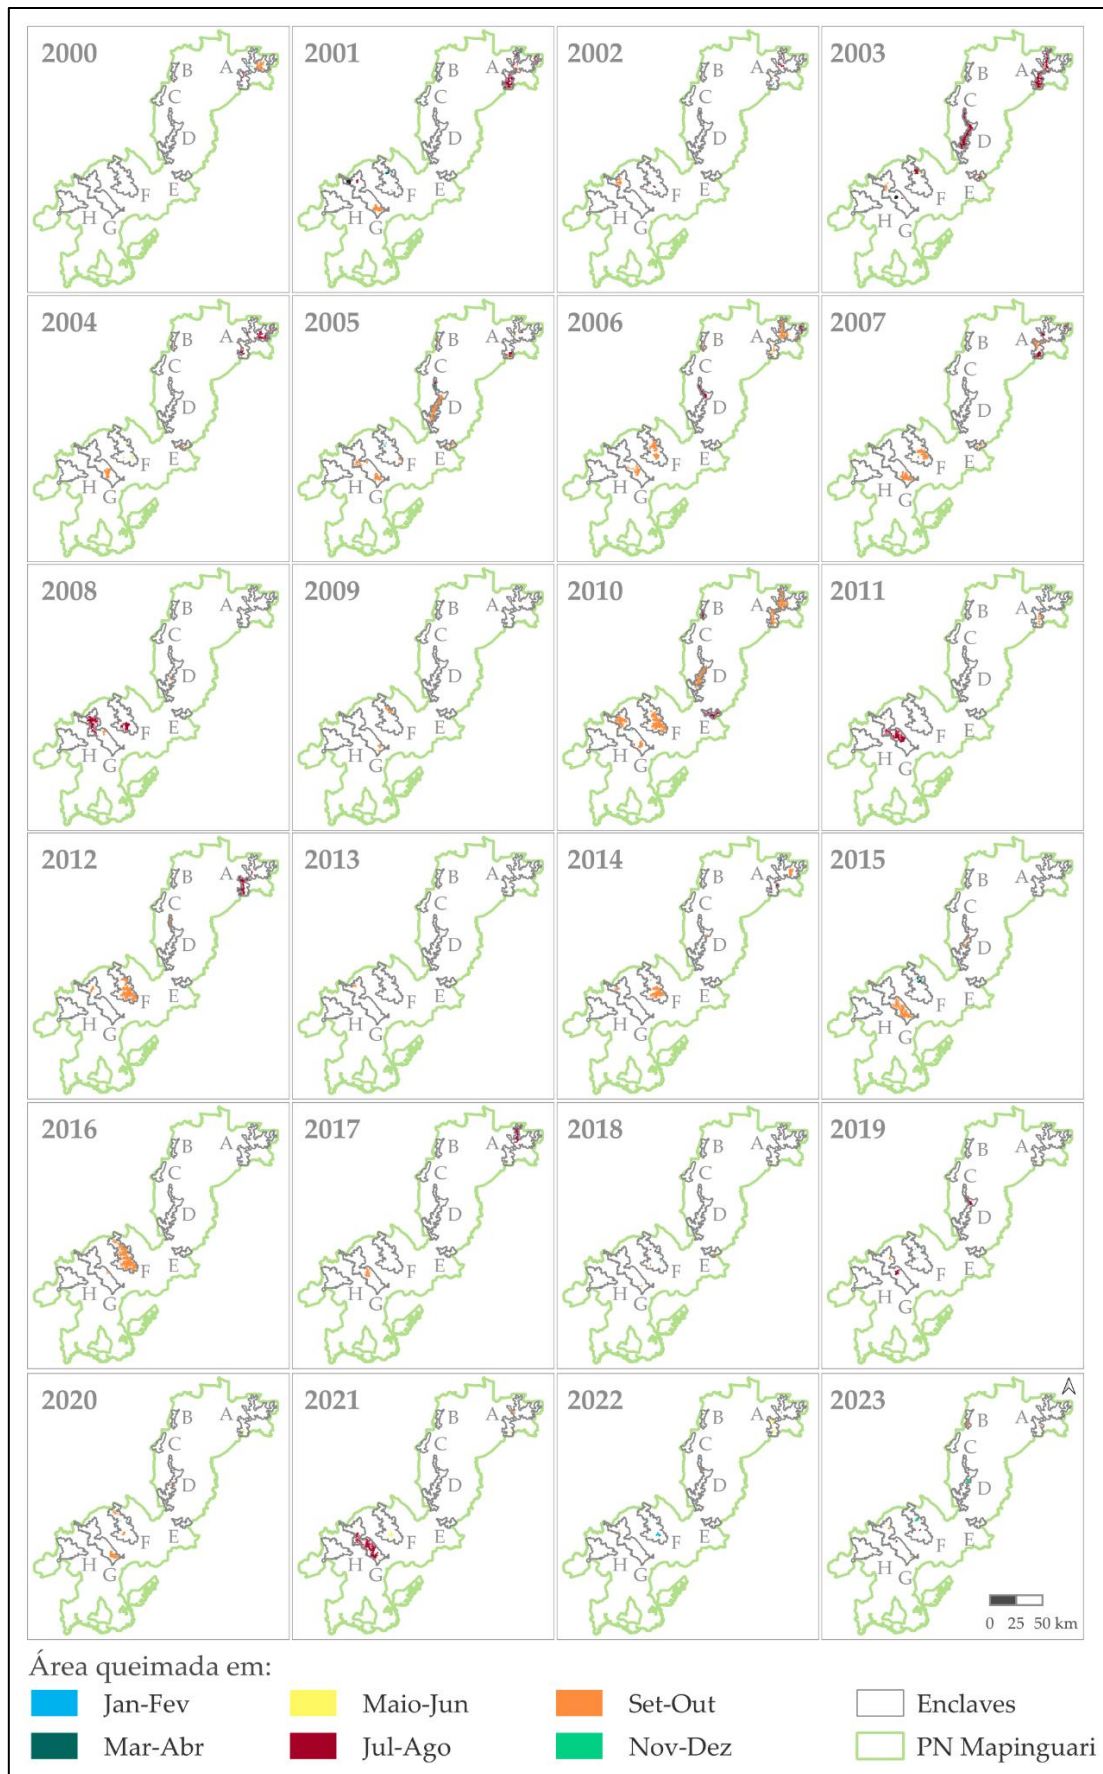 2000
A
B
C
D
E
F
G
H
2001
A
B
C
D
E
F
G
H
2002
A
B
C
D
E
F
G
H
2003
A
B
C
D
E
F
G
H
2004
A
B
C
D
E
F
G
H
2005
A
B
C
D
E
F
G
H
2006
A
B
C
D
E
F
G
H
2007
A
B
C
D
E
F
G
H
2008
A
B
C
D
E
F
G
H
2009
A
B
C
D
E
F
G
H
2010
A
B
C
D
E
F
G
H
2011
A
B
C
D
E
F
G
H
2012
A
B
C
D
E
F
G
H
2013
A
B
C
D
E
F
G
H
2014
A
B
C
D
E
F
G
H
2015
A
B
C
D
E
F
G
H
2016
A
B
C
D
E
F
G
H
2017
A
B
C
D
E
F
G
H
2018
A
B
C
D
E
F
G
H
2019
A
B
C
D
E
F
G
H
2020
A
B
C
D
E
F
G
H
2021
A
B
C
D
E
F
G
H
2022
A
B
C
D
E
F
G
H
2023
A
B
C
D
E
F
G
H
0 25 50 km
Área queimada em:
Jan-Fev Maio-Jun Set-Out Enclaves
Mar-Abr Jul-Ago Nov-Dez PN Mapinguari